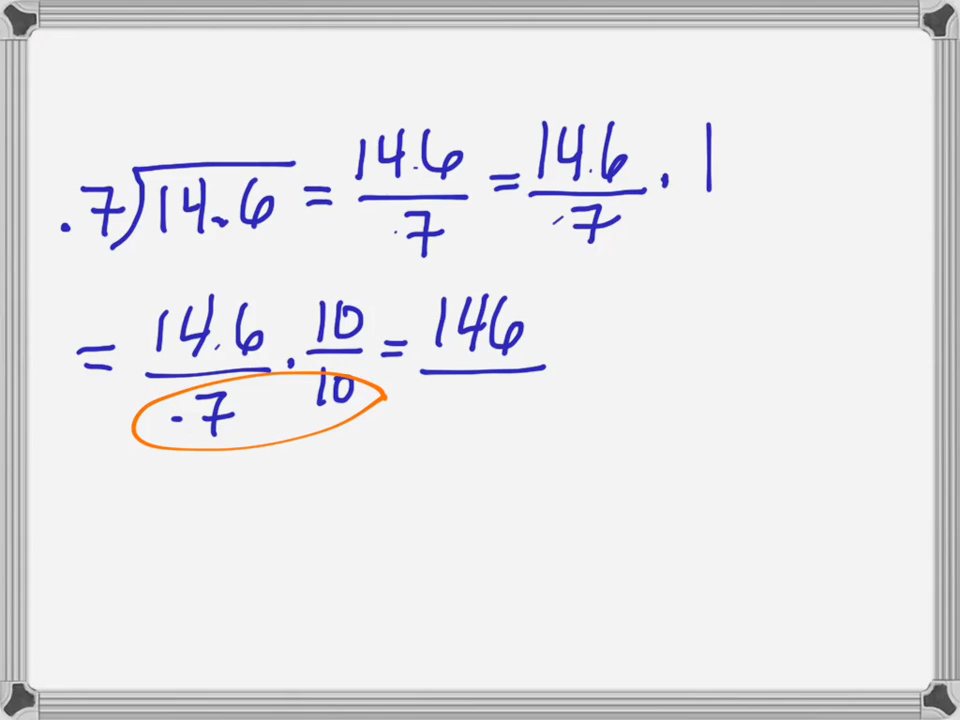 .7)14.6 = 14.6/.7 = 14.6/.7 · 1
= 14.6/.7 · 10/10 = 146/